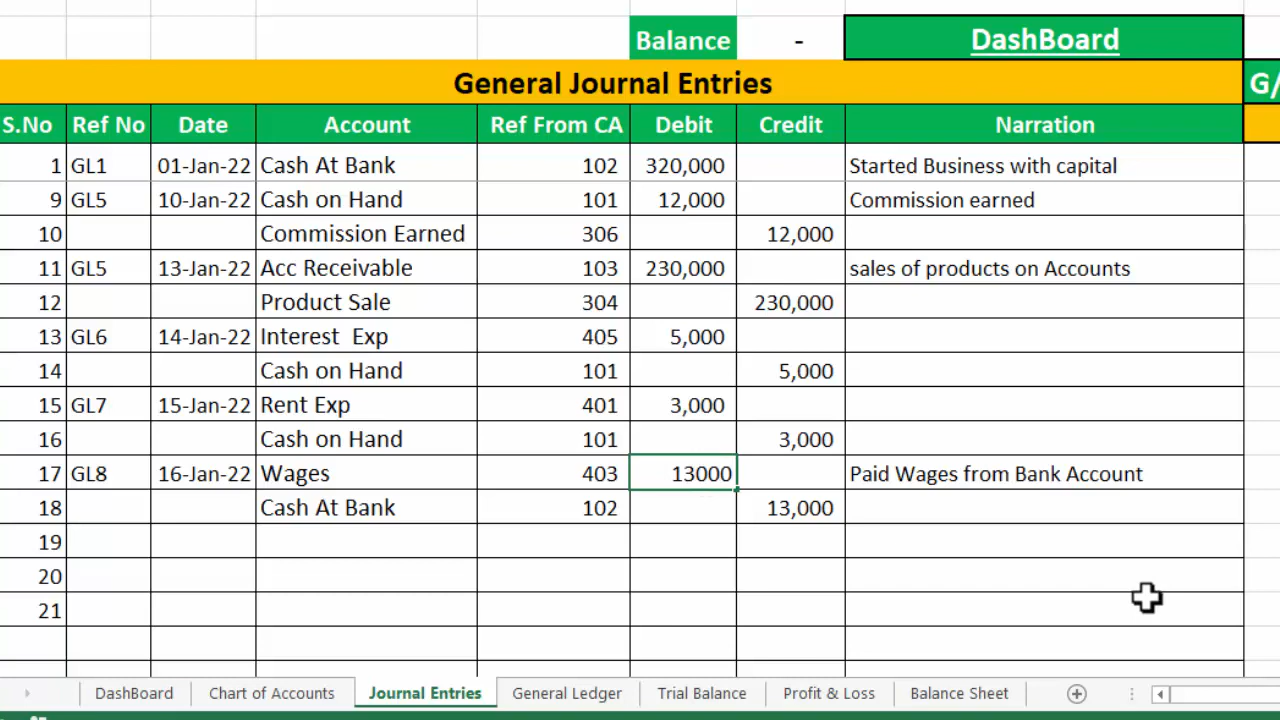 Balance - DashBoard
General Journal Entries G/
S.No Ref No Date Account Ref From CA Debit Credit Narration
1 GL1 01-Jan-22 Cash At Bank 102 320,000 Started Business with capital
9 GL5 10-Jan-22 Cash on Hand 101 12,000 Commission earned
10 Commission Earned 306 12,000
11 GL5 13-Jan-22 Acc Receivable 103 230,000 sales of products on Accounts
12 Product Sale 304 230,000
13 GL6 14-Jan-22 Interest Exp 405 5,000
14 Cash on Hand 101 5,000
15 GL7 15-Jan-22 Rent Exp 401 3,000
16 Cash on Hand 101 3,000
17 GL8 16-Jan-22 Wages 403 13000 Paid Wages from Bank Account
18 Cash At Bank 102 13,000
19
20
21
DashBoard Chart of Accounts Journal Entries General Ledger Trial Balance Profit & Loss Balance Sheet